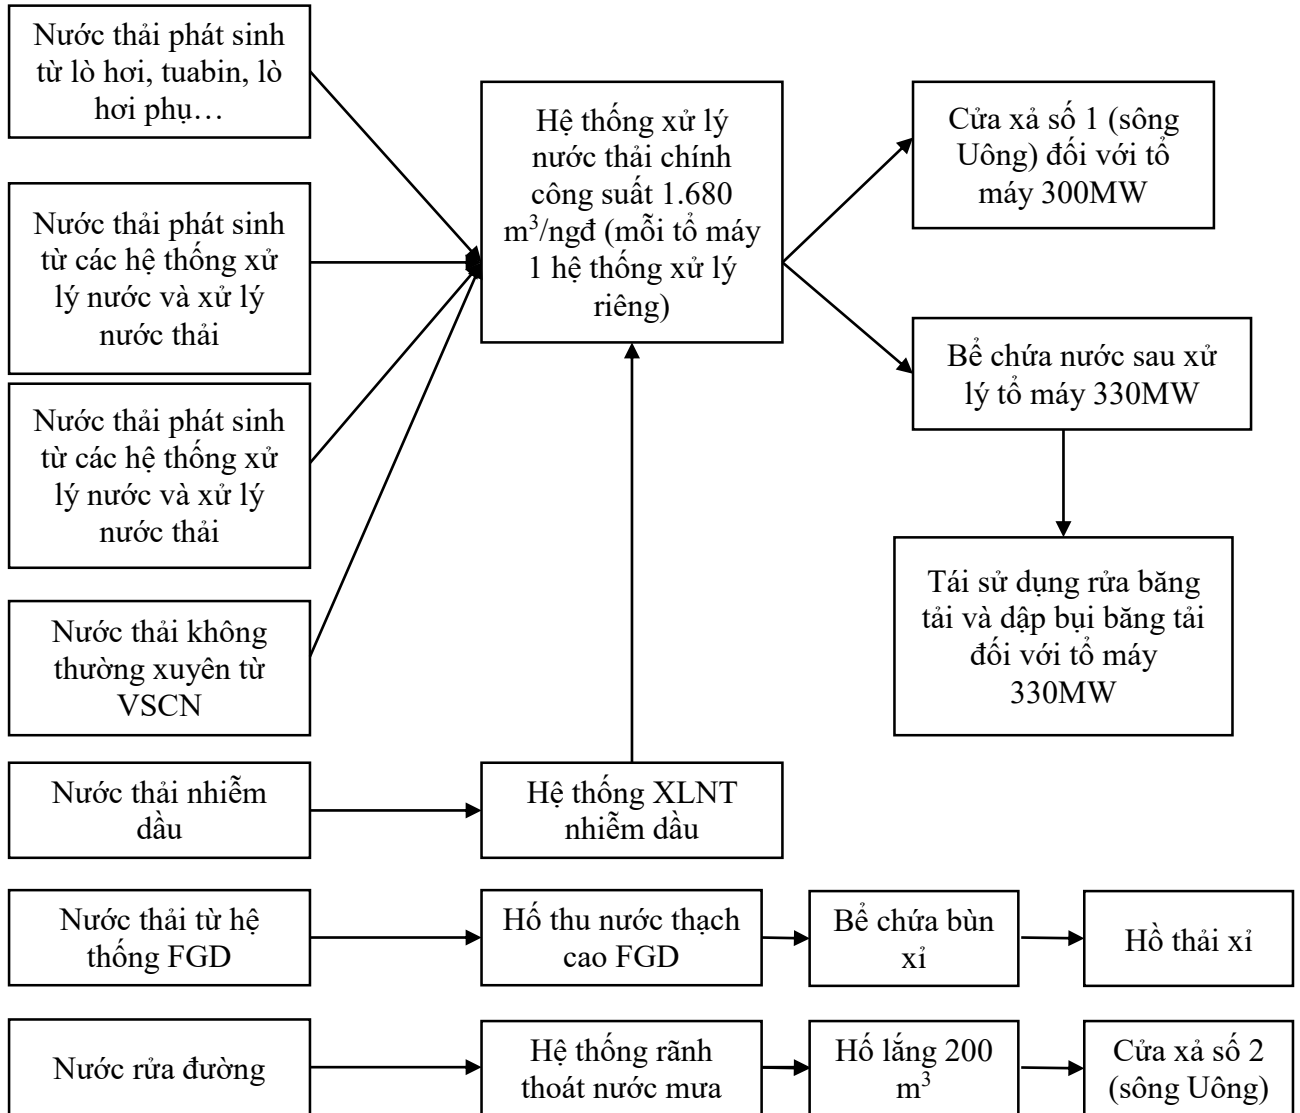 Nước thải phát sinh
từ lò hơi, tuabin, lò
hơi phụ…
Nước thải phát sinh
từ các hệ thống xử
lý nước và xử lý
nước thải
Nước thải phát sinh
từ các hệ thống xử
lý nước và xử lý
nước thải
Nước thải không
thường xuyên từ
VSCN
Hệ thống xử lý
nước thải chính
công suất 1.680
m³/ngđ (mỗi tổ máy
1 hệ thống xử lý
riêng)
Cửa xả số 1 (sông
Uông) đối với tổ
máy 300MW
Bể chứa nước sau xử
lý tổ máy 330MW
Tái sử dụng rửa băng
tải và dập bụi băng tải
đối với tổ máy
330MW
Nước thải nhiễm
dầu
Hệ thống XLNT
nhiễm dầu
Nước thải từ hệ
thống FGD
Hố thu nước thạch
cao FGD
Bể chứa bùn
xỉ
Hồ thải xỉ
Nước rửa đường
Hệ thống rãnh
thoát nước mưa
Hố lắng 200
m³
Cửa xả số 2
(sông Uông)